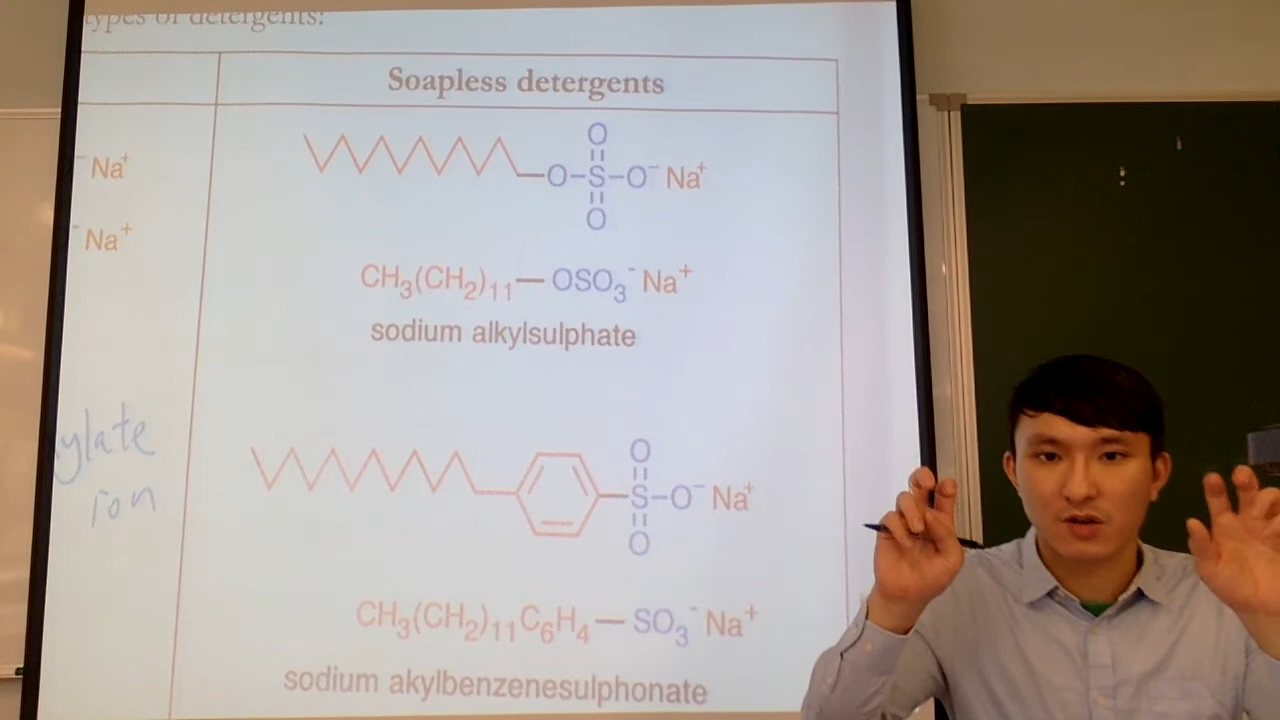 types of detergents:
Soapless detergents
Na⁺
Na⁺
O
O–S–O⁻ Na⁺
O
CH₃(CH₂)₁₁— OSO₃⁻Na⁺
sodium alkylsulphate
ylate
ion
O
S–O⁻ Na⁺
O
CH₃(CH₂)₁₁C₆H₄— SO₃⁻Na⁺
sodium akylbenzenesulphonate